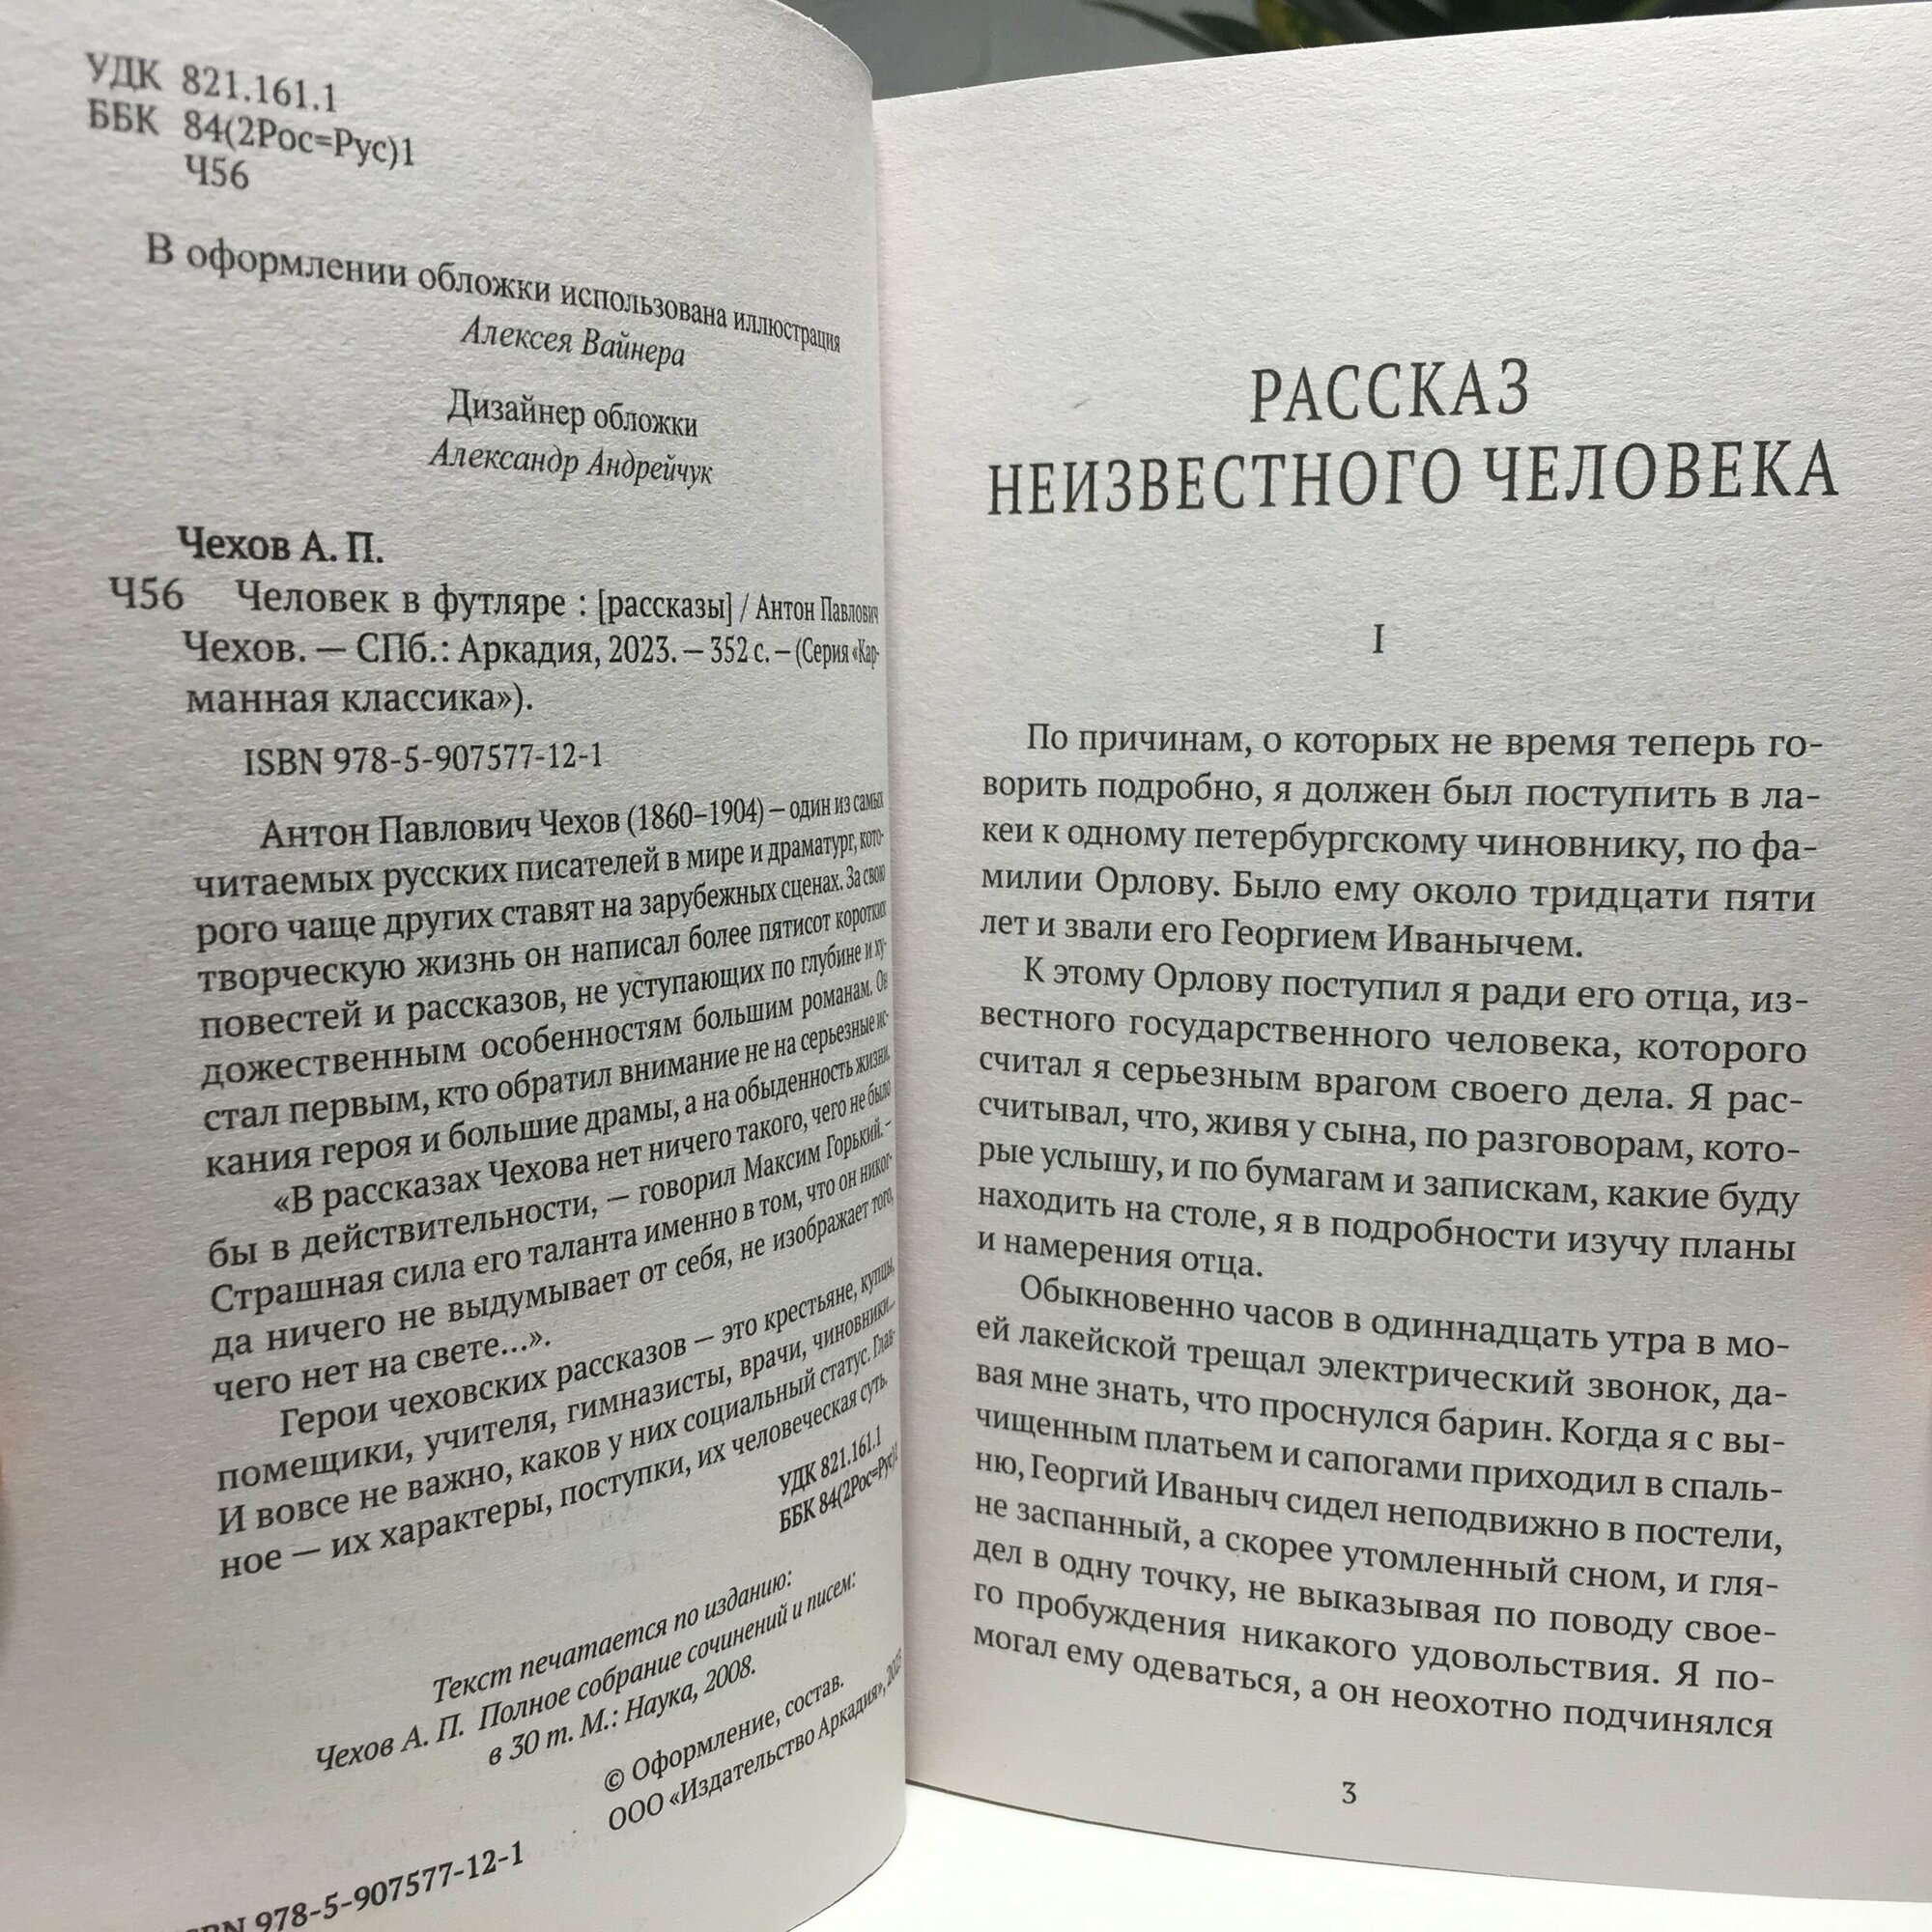 УДК 821.161.1
ББК 84(2Рос=Рус)1
Ч56
В оформлении обложки использована иллюстрация
Алексея Вайнера
Дизайнер обложки
Александр Андрейчук
Чехов А. П.
Ч56 Человек в футляре : [рассказы] / Антон Павлович
Чехов. — СПб.: Аркадия, 2023. — 352 с. — (Серия «Кар-
манная классика»).
ISBN 978-5-907577-12-1
Антон Павлович Чехов (1860–1904) — один из самых
читаемых русских писателей в мире и драматург, кото-
рого чаще других ставят на зарубежных сценах. За свою
творческую жизнь он написал более пятисот коротких
повестей и рассказов, не уступающих по глубине и ху-
дожественным особенностям большим романам. Он
стал первым, кто обратил внимание не на серьезные ис-
кания героя и большие драмы, а на обыденность жизни.
«В рассказах Чехова нет ничего такого, чего не было
бы в действительности, — говорил Максим Горький. –
Страшная сила его таланта именно в том, что он никог-
да ничего не выдумывает от себя, не изображает того,
чего нет на свете...».
Герои чеховских рассказов — это крестьяне, купцы,
помещики, учителя, гимназисты, врачи, чиновники...
И вовсе не важно, каков у них социальный статус. Глав-
ное — их характеры, поступки, их человеческая суть.
УДК 821.161.1
ББК 84(2Рос=Рус)1
Текст печатается по изданию:
Чехов А. П. Полное собрание сочинений и писем:
в 30 т. М.: Наука, 2008.
© Оформление, состав.
ООО «Издательство Аркадия», 2023
978-5-907577-12-1
РАССКАЗ
НЕИЗВЕСТНОГО ЧЕЛОВЕКА
I
По причинам, о которых не время теперь го-
ворить подробно, я должен был поступить в ла-
кеи к одному петербургскому чиновнику, по фа-
милии Орлову. Было ему около тридцати пяти
лет и звали его Георгием Иванычем.
К этому Орлову поступил я ради его отца, из-
вестного государственного человека, которого
считал я серьезным врагом своего дела. Я рас-
считывал, что, живя у сына, по разговорам, кото-
рые услышу, и по бумагам и запискам, какие буду
находить на столе, я в подробности изучу планы
и намерения отца.
Обыкновенно часов в одиннадцать утра в мо-
ей лакейской трещал электрический звонок, да-
вая мне знать, что проснулся барин. Когда я с вы-
чищенным платьем и сапогами приходил в спаль-
ню, Георгий Иваныч сидел неподвижно в постели,
не заспанный, а скорее утомленный сном, и гля-
дел в одну точку, не выказывая по поводу свое-
го пробуждения никакого удовольствия. Я по-
могал ему одеваться, а он неохотно подчинялся
3